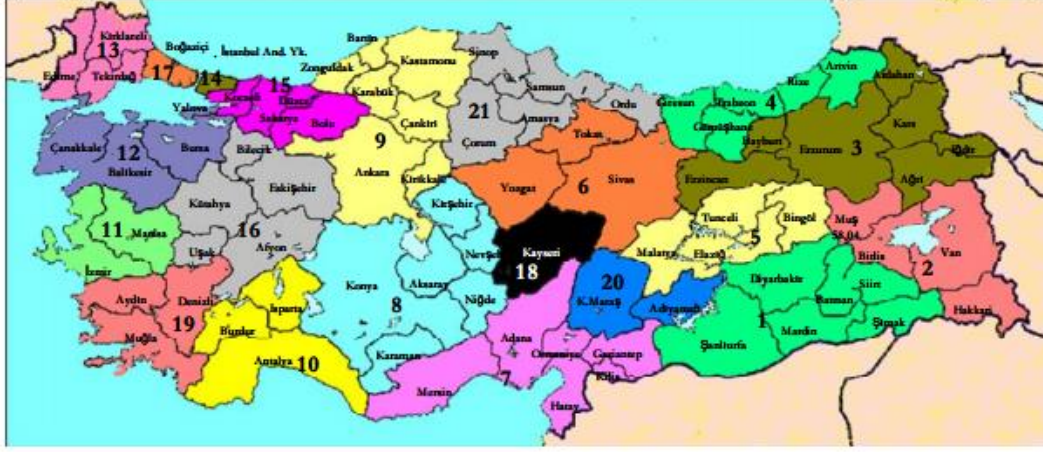 Bartın
Kastamonu
Sinop
Kırklareli
13
Boğaziçi
İstanbul And. Yk.
Zonguldak
Artvin
Ardahan
Edirne
Tekirdağ
17
14
15
Karabük
Samsun
Ordu
Giresun
Trabzon
4
Rize
Kocaeli
Düzce
Yalova
Sakarya
Bolu
Çankırı
21
Amasya
Tokat
Gümüşhane
Bayburt
Kars
Çanakkale
12
Bursa
Bilecik
9
Çorum
Erzurum
3
Iğdır
Balıkesir
Eskişehir
Ankara
Kırıkkale
Yozgat
6
Sivas
Erzincan
Ağrı
Kütahya
Kırşehir
Tunceli
Bingöl
Muş
58.04
11
Manisa
16
Uşak
Afyon
Nevşeh
Kayseri
18
Malatya
Elazığ
5
Bitlis
Van
2
İzmir
Konya
Aksaray
20
Diyarbakır
Siirt
Aydın
Denizli
Isparta
8
Niğde
K.Maraş
Adıyaman
Batman
Hakkari
19
Burdur
Mardin
Şırnak
Muğla
Adana
1
Şanlıurfa
Antalya 10
Karaman
Osmaniye
Gaziantep
7
Kilis
Mersin
Hatay